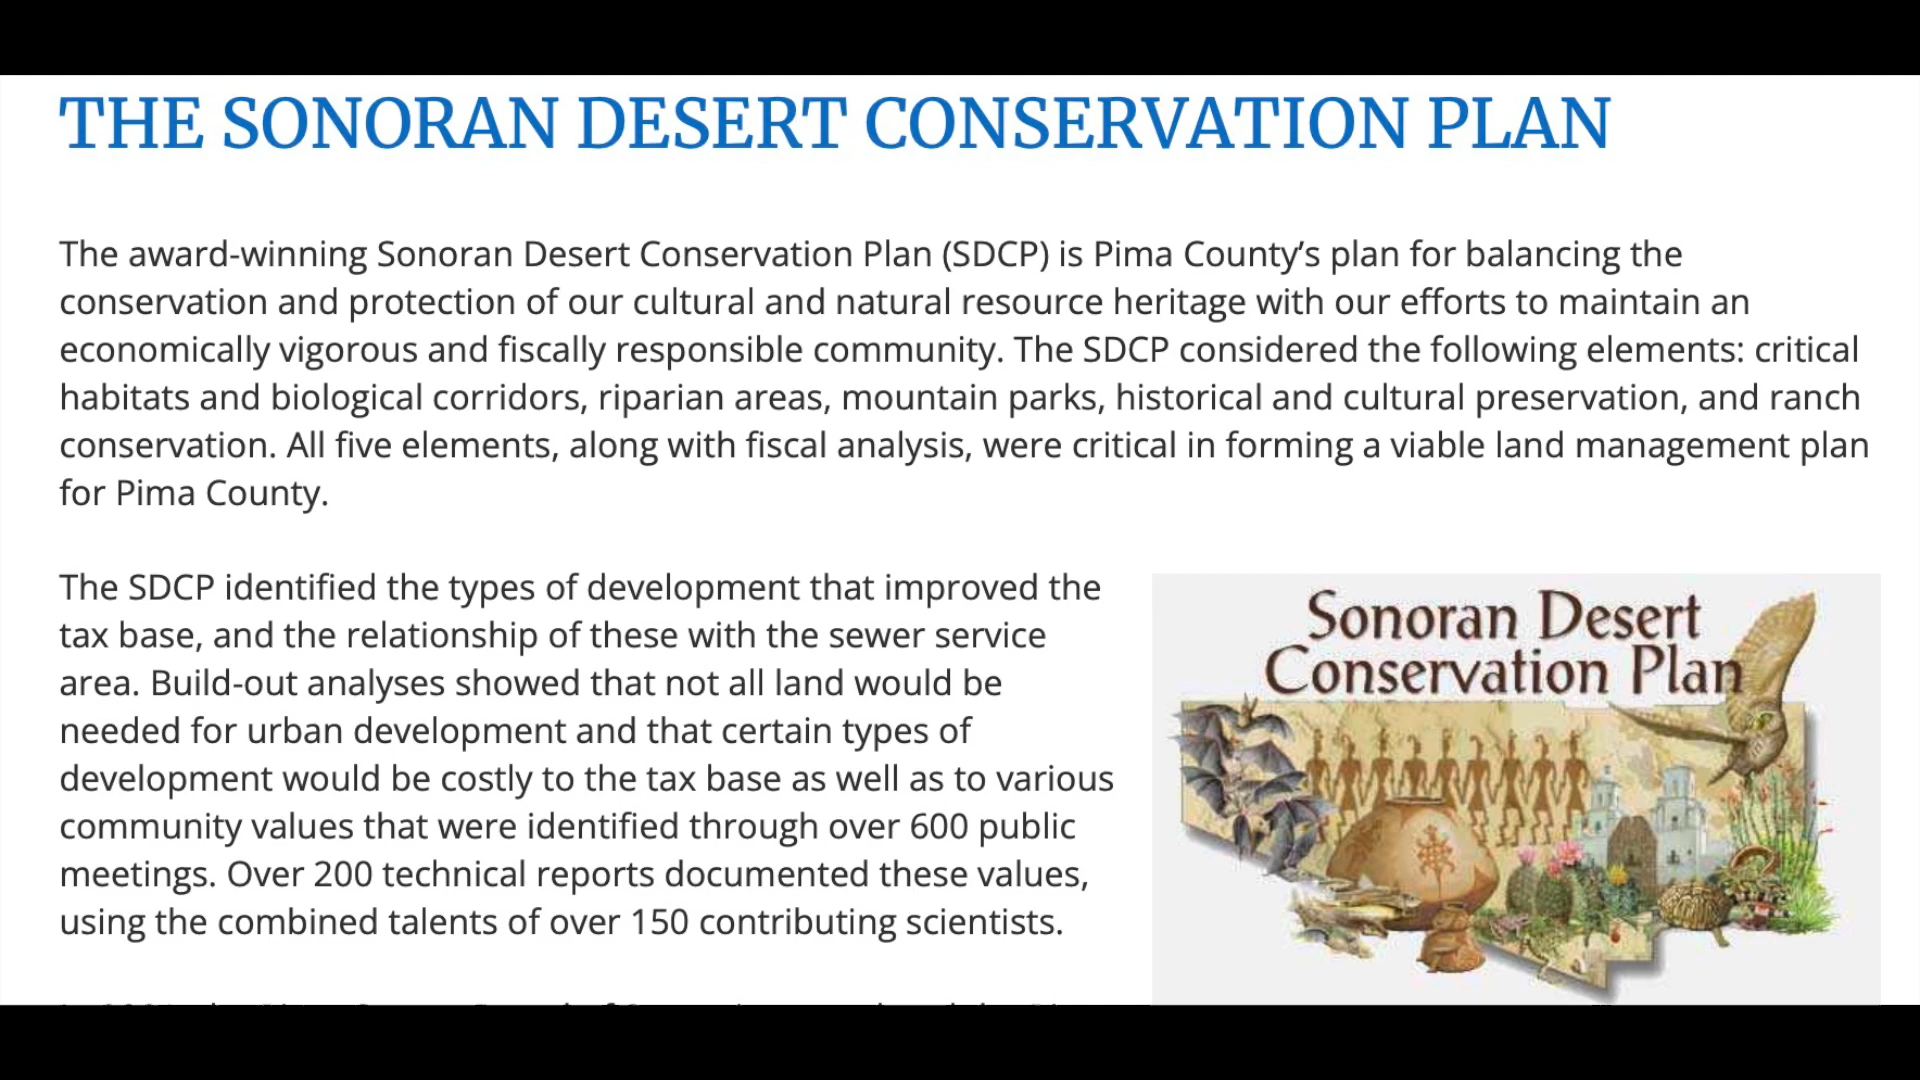 THE SONORAN DESERT CONSERVATION PLAN
The award-winning Sonoran Desert Conservation Plan (SDCP) is Pima County’s plan for balancing the
conservation and protection of our cultural and natural resource heritage with our efforts to maintain an
economically vigorous and fiscally responsible community. The SDCP considered the following elements: critical
habitats and biological corridors, riparian areas, mountain parks, historical and cultural preservation, and ranch
conservation. All five elements, along with fiscal analysis, were critical in forming a viable land management plan
for Pima County.
The SDCP identified the types of development that improved the
tax base, and the relationship of these with the sewer service
area. Build-out analyses showed that not all land would be
needed for urban development and that certain types of
development would be costly to the tax base as well as to various
community values that were identified through over 600 public
meetings. Over 200 technical reports documented these values,
using the combined talents of over 150 contributing scientists.
Sonoran Desert
Conservation Plan